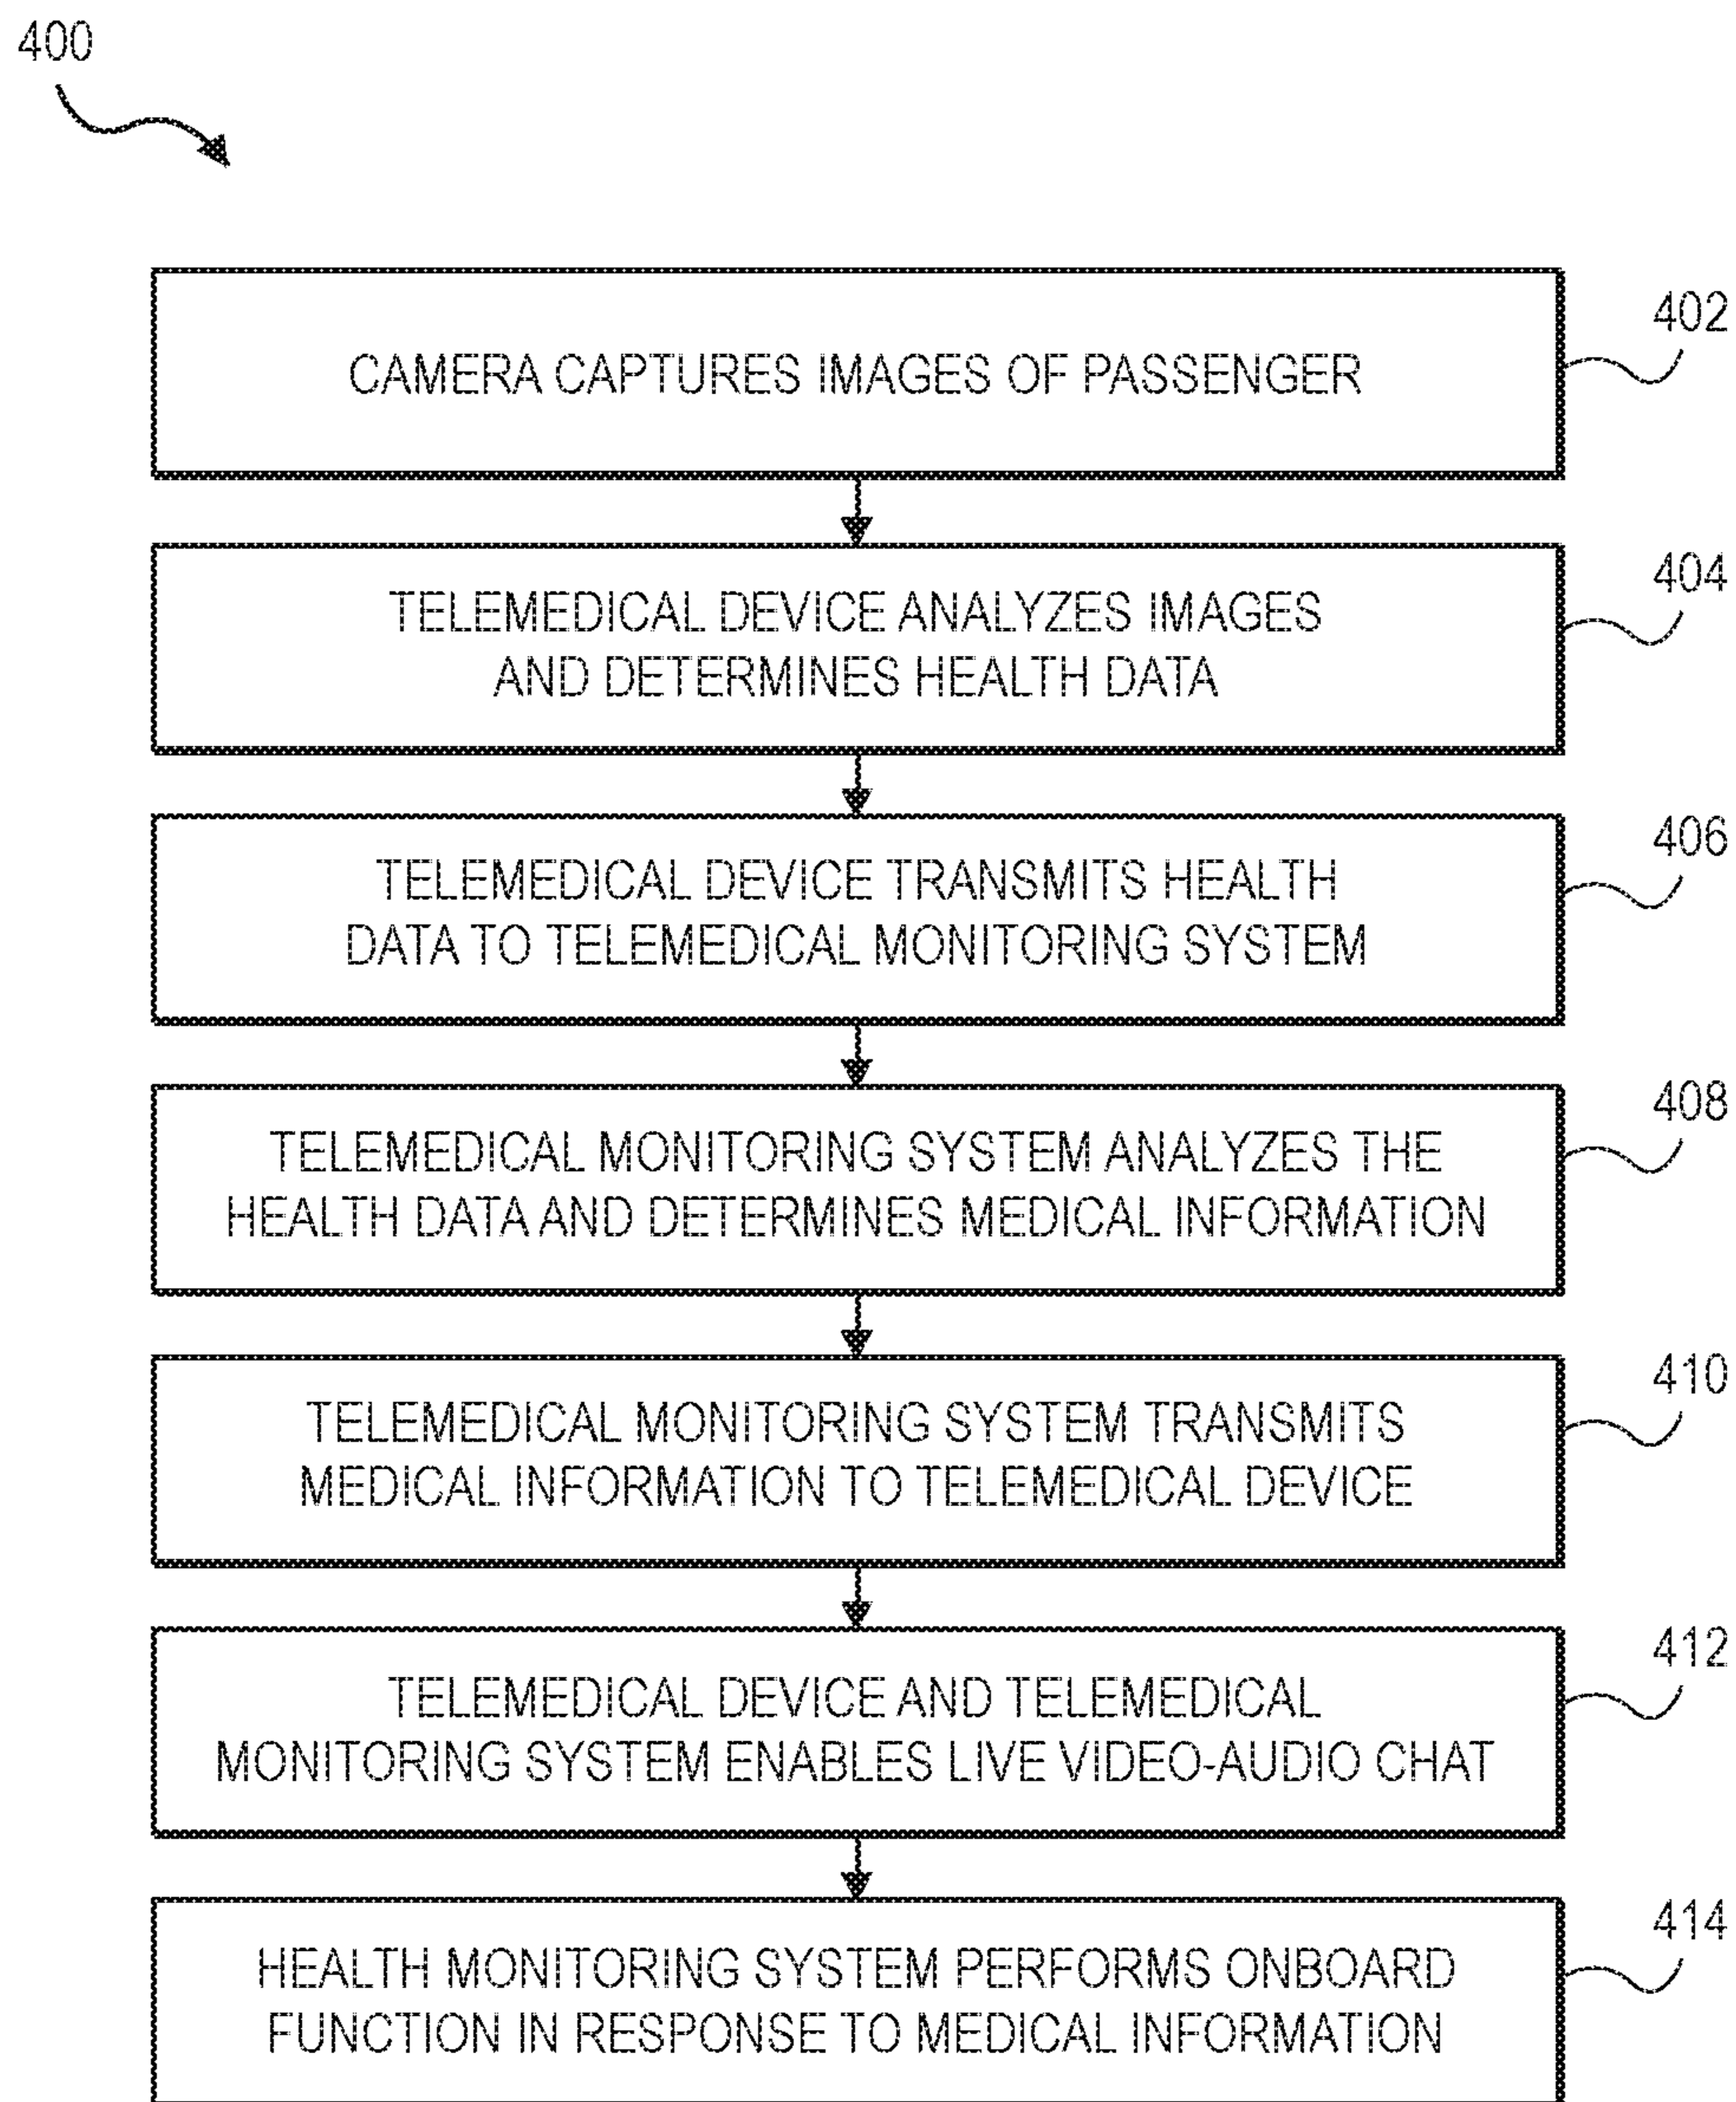 400
CAMERA CAPTURES IMAGES OF PASSENGER
402
TELEMEDICAL DEVICE ANALYZES IMAGES
AND DETERMINES HEALTH DATA
404
TELEMEDICAL DEVICE TRANSMITS HEALTH
DATA TO TELEMEDICAL MONITORING SYSTEM
406
TELEMEDICAL MONITORING SYSTEM ANALYZES THE
HEALTH DATA AND DETERMINES MEDICAL INFORMATION
408
TELEMEDICAL MONITORING SYSTEM TRANSMITS
MEDICAL INFORMATION TO TELEMEDICAL DEVICE
410
TELEMEDICAL DEVICE AND TELEMEDICAL
MONITORING SYSTEM ENABLES LIVE VIDEO-AUDIO CHAT
412
HEALTH MONITORING SYSTEM PERFORMS ONBOARD
FUNCTION IN RESPONSE TO MEDICAL INFORMATION
414